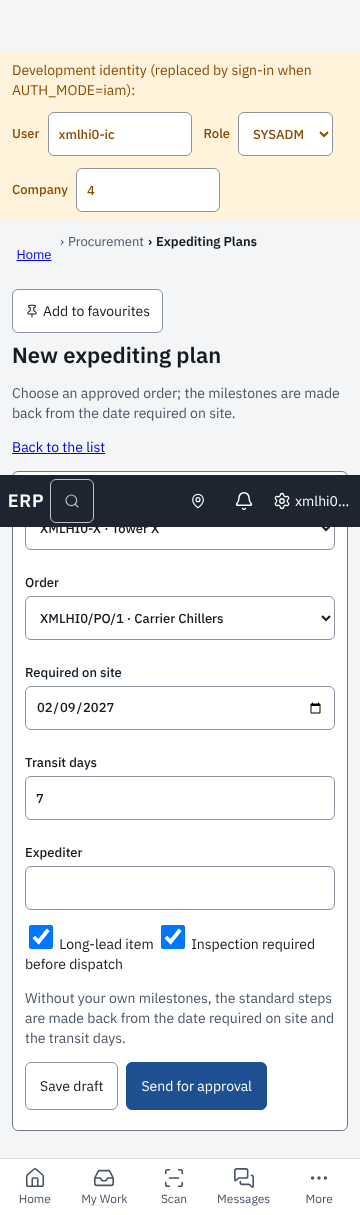 Development identity (replaced by sign-in when
AUTH_MODE=iam):
User xmlhi0-ic Role SYSADM
Company 4
Home › Procurement › Expediting Plans
Add to favourites
New expediting plan
Choose an approved order; the milestones are made
back from the date required on site.
Back to the list
ERP xmlhi0...
XMLHI0-X · Tower X
Order
XMLHI0/PO/1 · Carrier Chillers
Required on site
02/09/2027
Transit days
7
Expediter
Long-lead item Inspection required
before dispatch
Without your own milestones, the standard steps
are made back from the date required on site and
the transit days.
Save draft Send for approval
Home My Work Scan Messages More